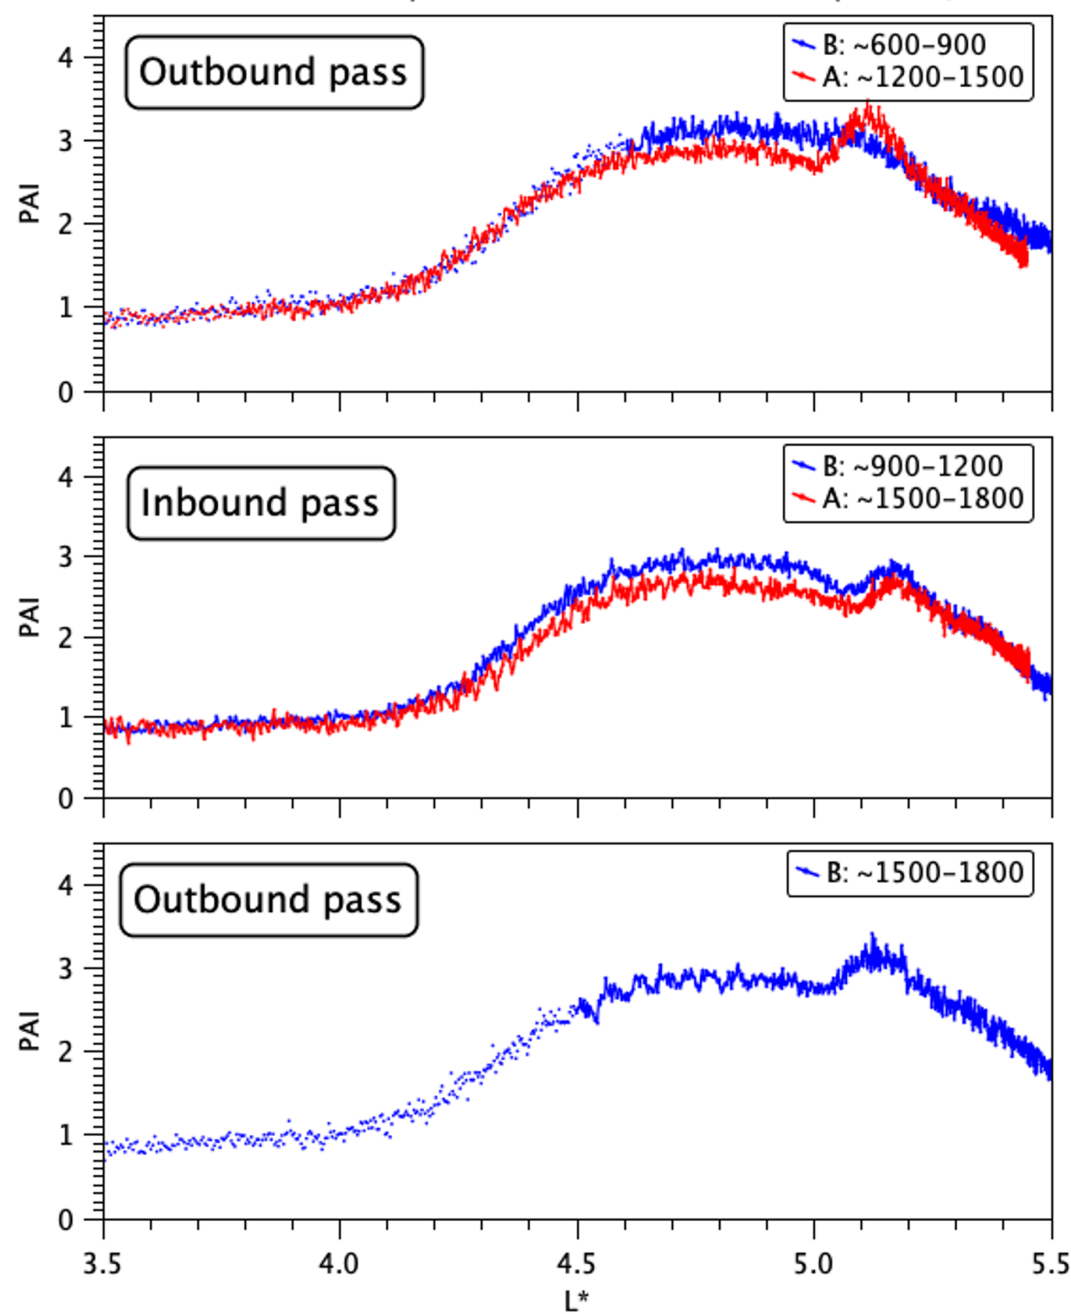 Outbound pass
B: ~600–900
A: ~1200–1500
4
3
2
1
0
PAI
Inbound pass
B: ~900–1200
A: ~1500–1800
4
3
2
1
0
PAI
Outbound pass
B: ~1500–1800
4
3
2
1
0
PAI
3.5 4.0 4.5 5.0 5.5
L*